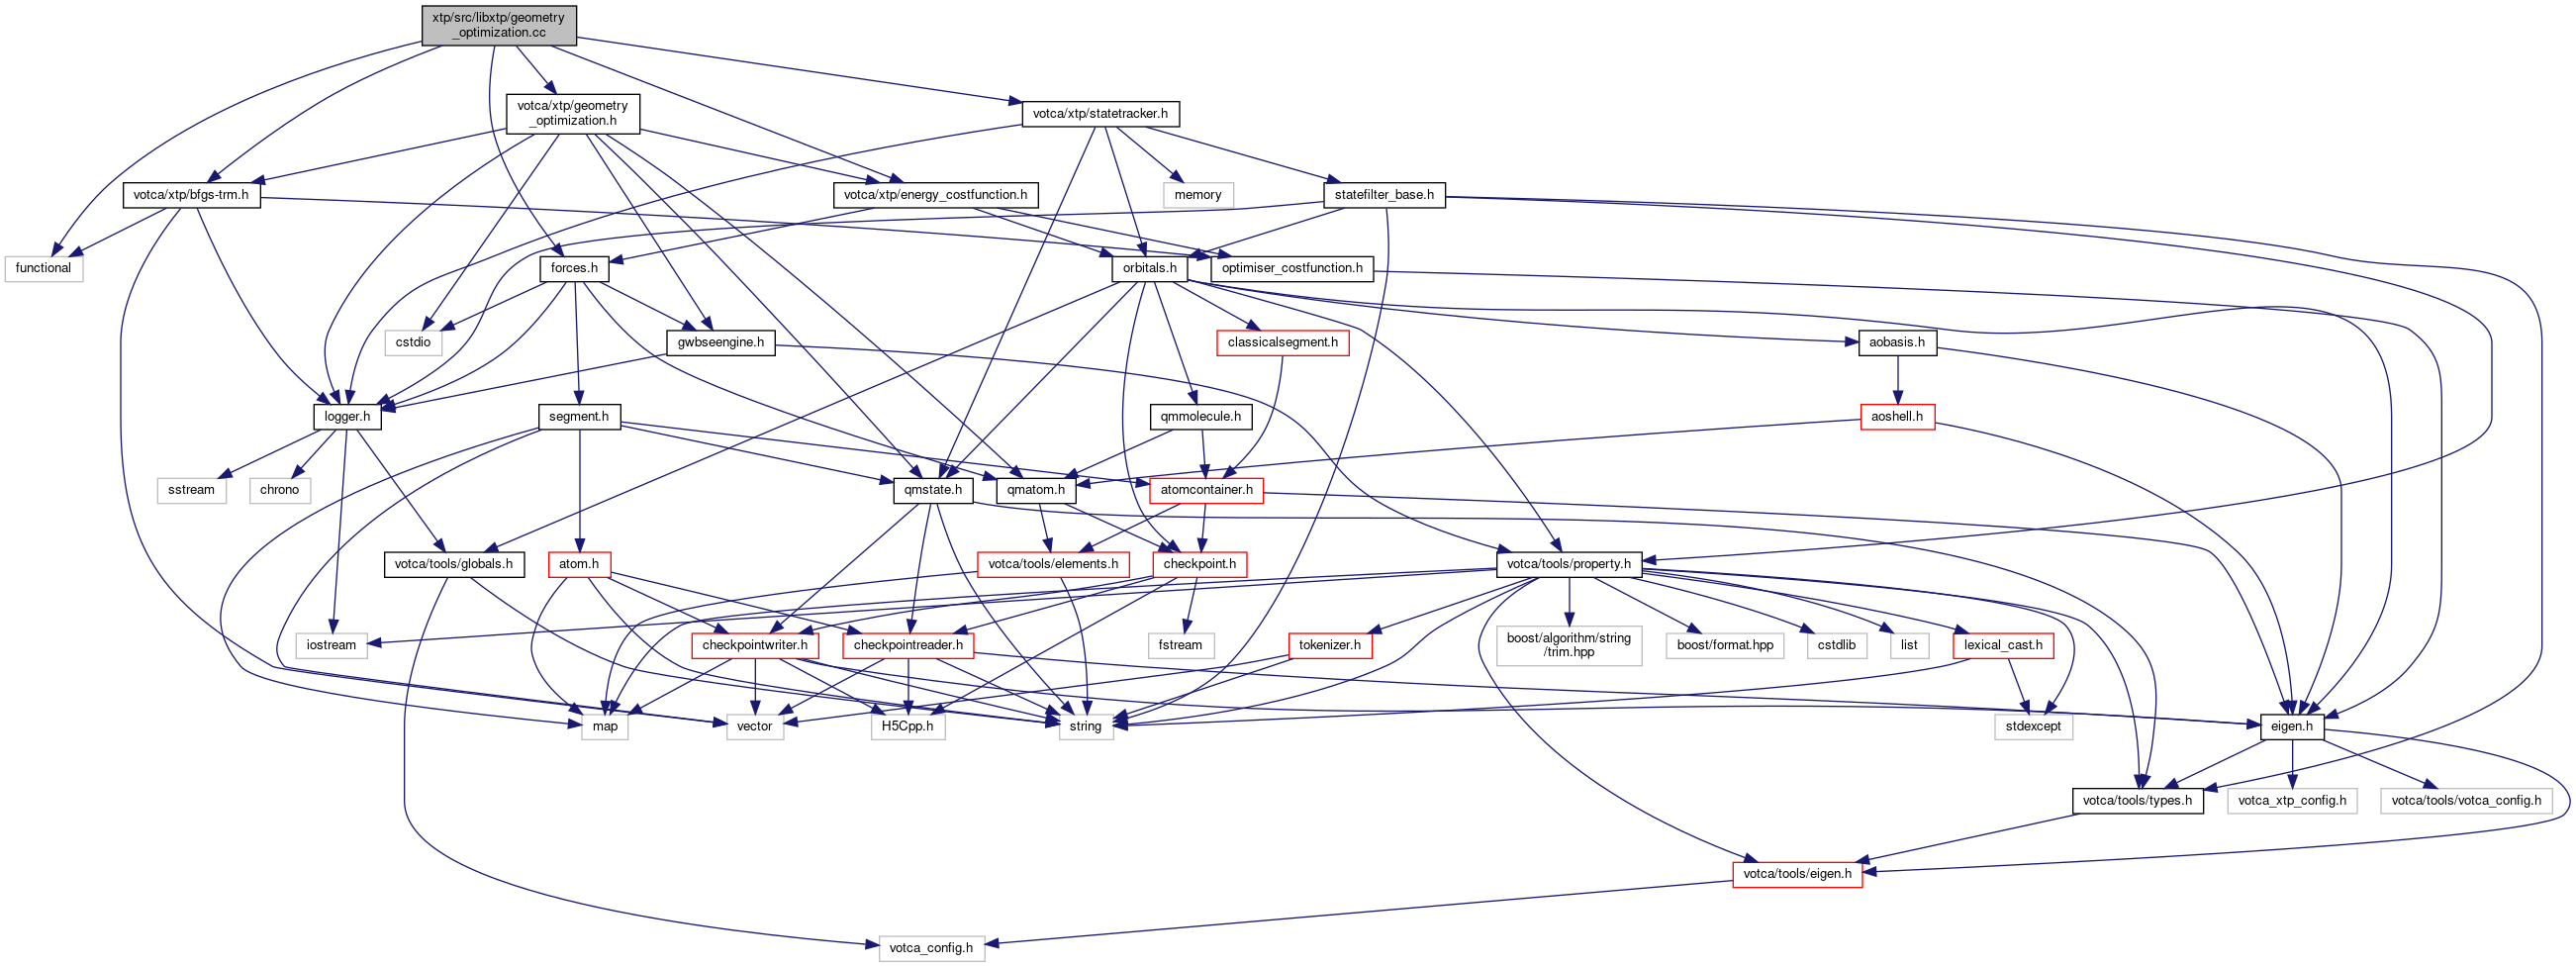 xtp/src/libxtp/geometry
_optimization.cc
votca/xtp/geometry
_optimization.h
votca/xtp/statetracker.h
votca/xtp/bfgs-trm.h
votca/xtp/energy_costfunction.h
memory
statefilter_base.h
functional
forces.h
orbitals.h
optimiser_costfunction.h
cstdio
gwbseengine.h
classicalsegment.h
aobasis.h
logger.h
segment.h
qmmolecule.h
aoshell.h
sstream
chrono
qmstate.h
qmatom.h
atomcontainer.h
votca/tools/globals.h
atom.h
votca/tools/elements.h
checkpoint.h
votca/tools/property.h
iostream
checkpointwriter.h
checkpointreader.h
fstream
tokenizer.h
boost/algorithm/string
/trim.hpp
boost/format.hpp
cstdlib
list
lexical_cast.h
map
vector
H5Cpp.h
string
stdexcept
eigen.h
votca/tools/types.h
votca_xtp_config.h
votca/tools/votca_config.h
votca/tools/eigen.h
votca_config.h